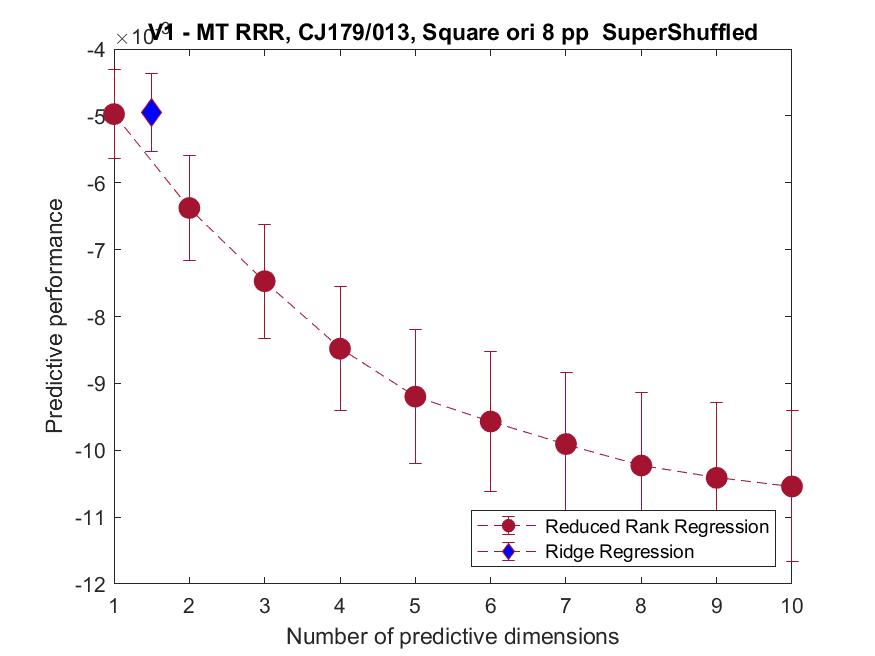 ×10
V1 - MT RRR, CJ179/013, Square ori 8 pp SuperShuffled
-4
-5
-6
-7
-8
-9
-10
-11
-12
Predictive performance
1 2 3 4 5 6 7 8 9 10
Number of predictive dimensions
Reduced Rank Regression
Ridge Regression